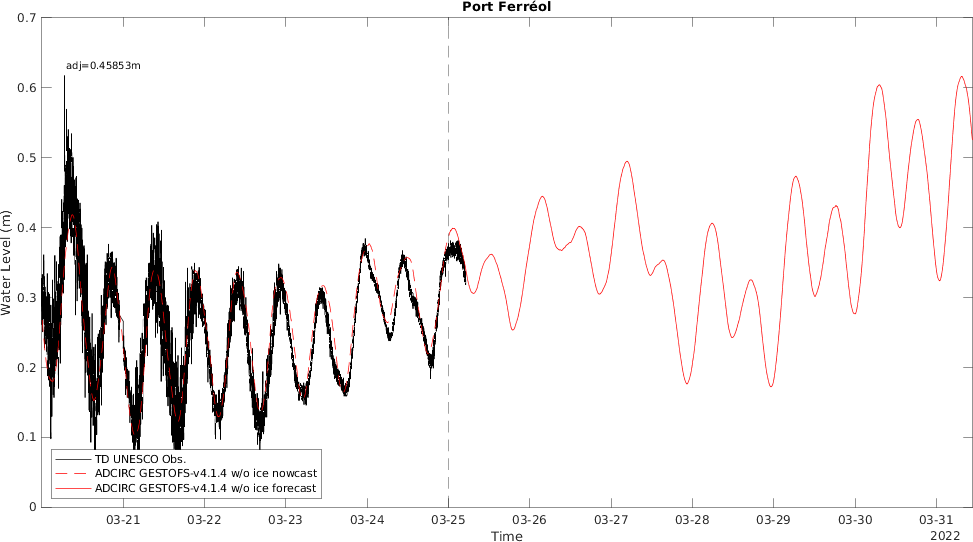 Port Ferréol
0.7
adj=0.45853m
0.6
0.5
0.4
Water Level (m)
0.3
0.2
0.1
TD UNESCO Obs.
ADCIRC GESTOFS-v4.1.4 w/o ice nowcast
ADCIRC GESTOFS-v4.1.4 w/o ice forecast
0
03-21 03-22 03-23 03-24 03-25 03-26 03-27 03-28 03-29 03-30 03-31
Time 2022